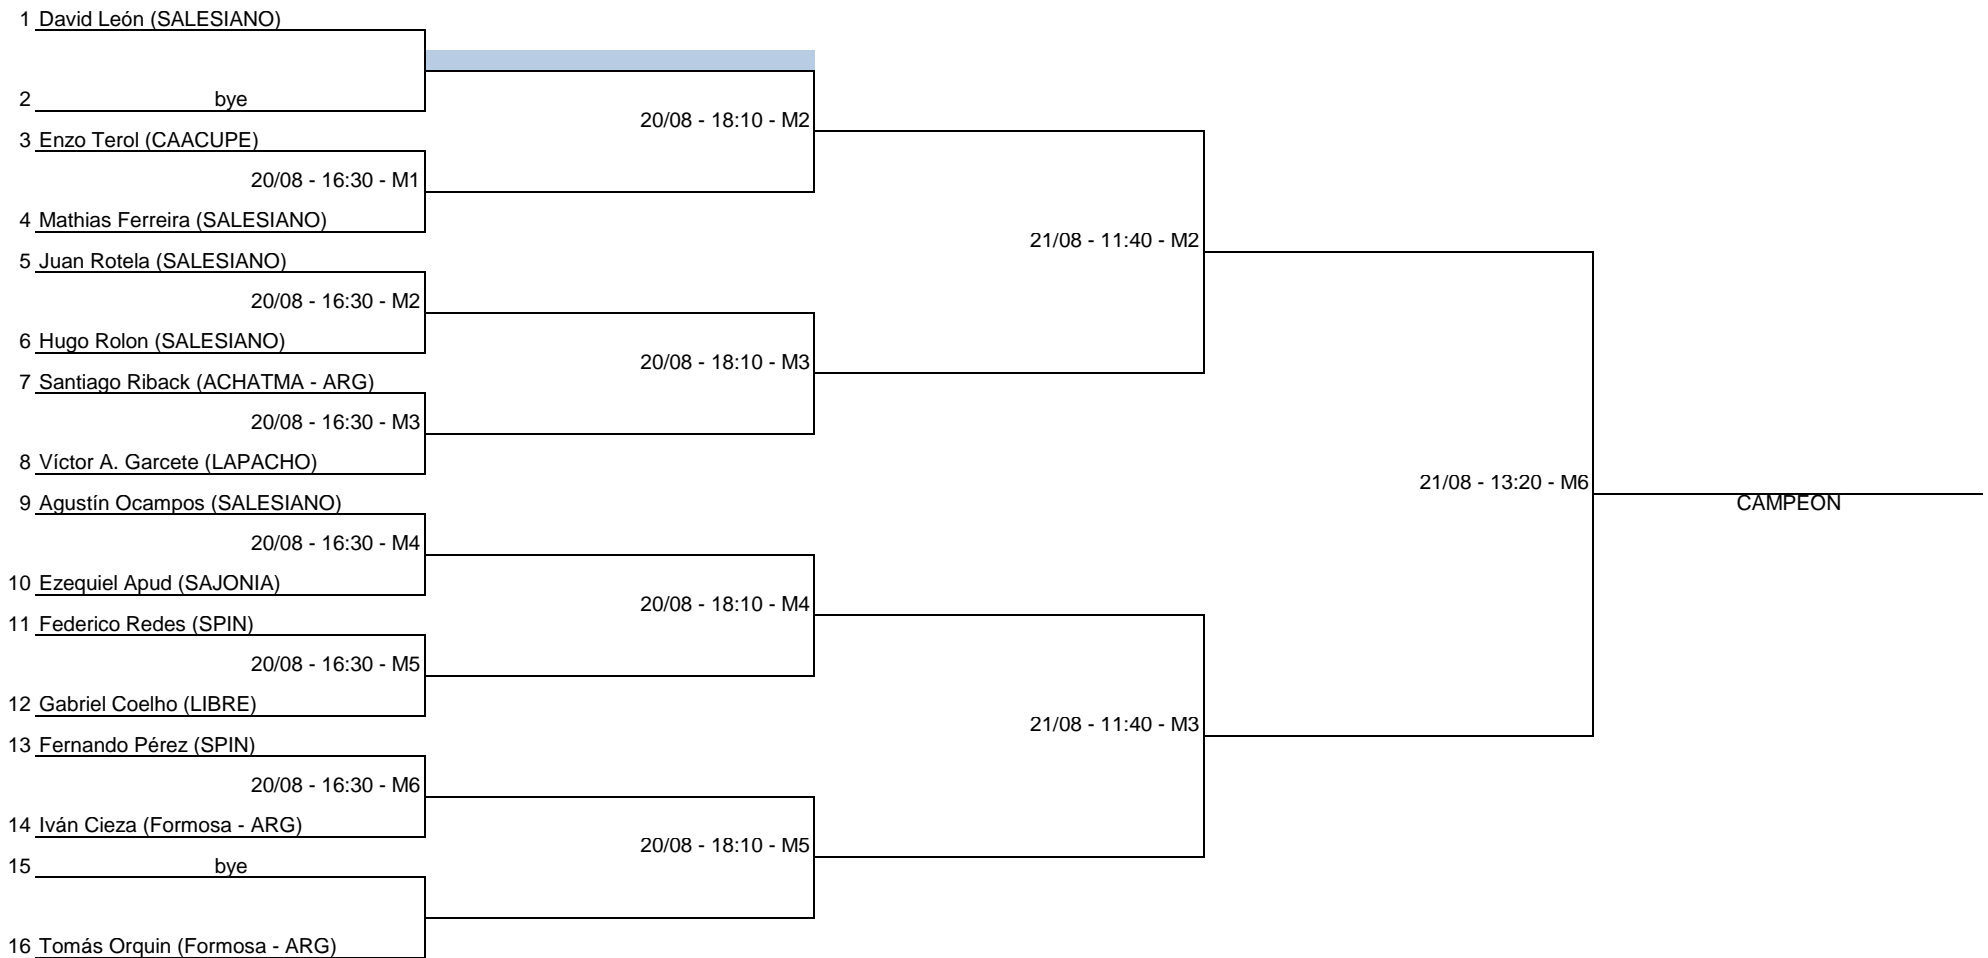 1 David León (SALESIANO)
2 bye
20/08 - 18:10 - M2
3 Enzo Terol (CAACUPE)
20/08 - 16:30 - M1
4 Mathias Ferreira (SALESIANO)
21/08 - 11:40 - M2
5 Juan Rotela (SALESIANO)
20/08 - 16:30 - M2
6 Hugo Rolon (SALESIANO)
20/08 - 18:10 - M3
7 Santiago Riback (ACHATMA - ARG)
20/08 - 16:30 - M3
8 Víctor A. Garcete (LAPACHO)
21/08 - 13:20 - M6
9 Agustín Ocampos (SALESIANO)
CAMPEON
20/08 - 16:30 - M4
10 Ezequiel Apud (SAJONIA)
20/08 - 18:10 - M4
11 Federico Redes (SPIN)
20/08 - 16:30 - M5
12 Gabriel Coelho (LIBRE)
21/08 - 11:40 - M3
13 Fernando Pérez (SPIN)
20/08 - 16:30 - M6
14 Iván Cieza (Formosa - ARG)
20/08 - 18:10 - M5
15 bye
16 Tomás Orquin (Formosa - ARG)